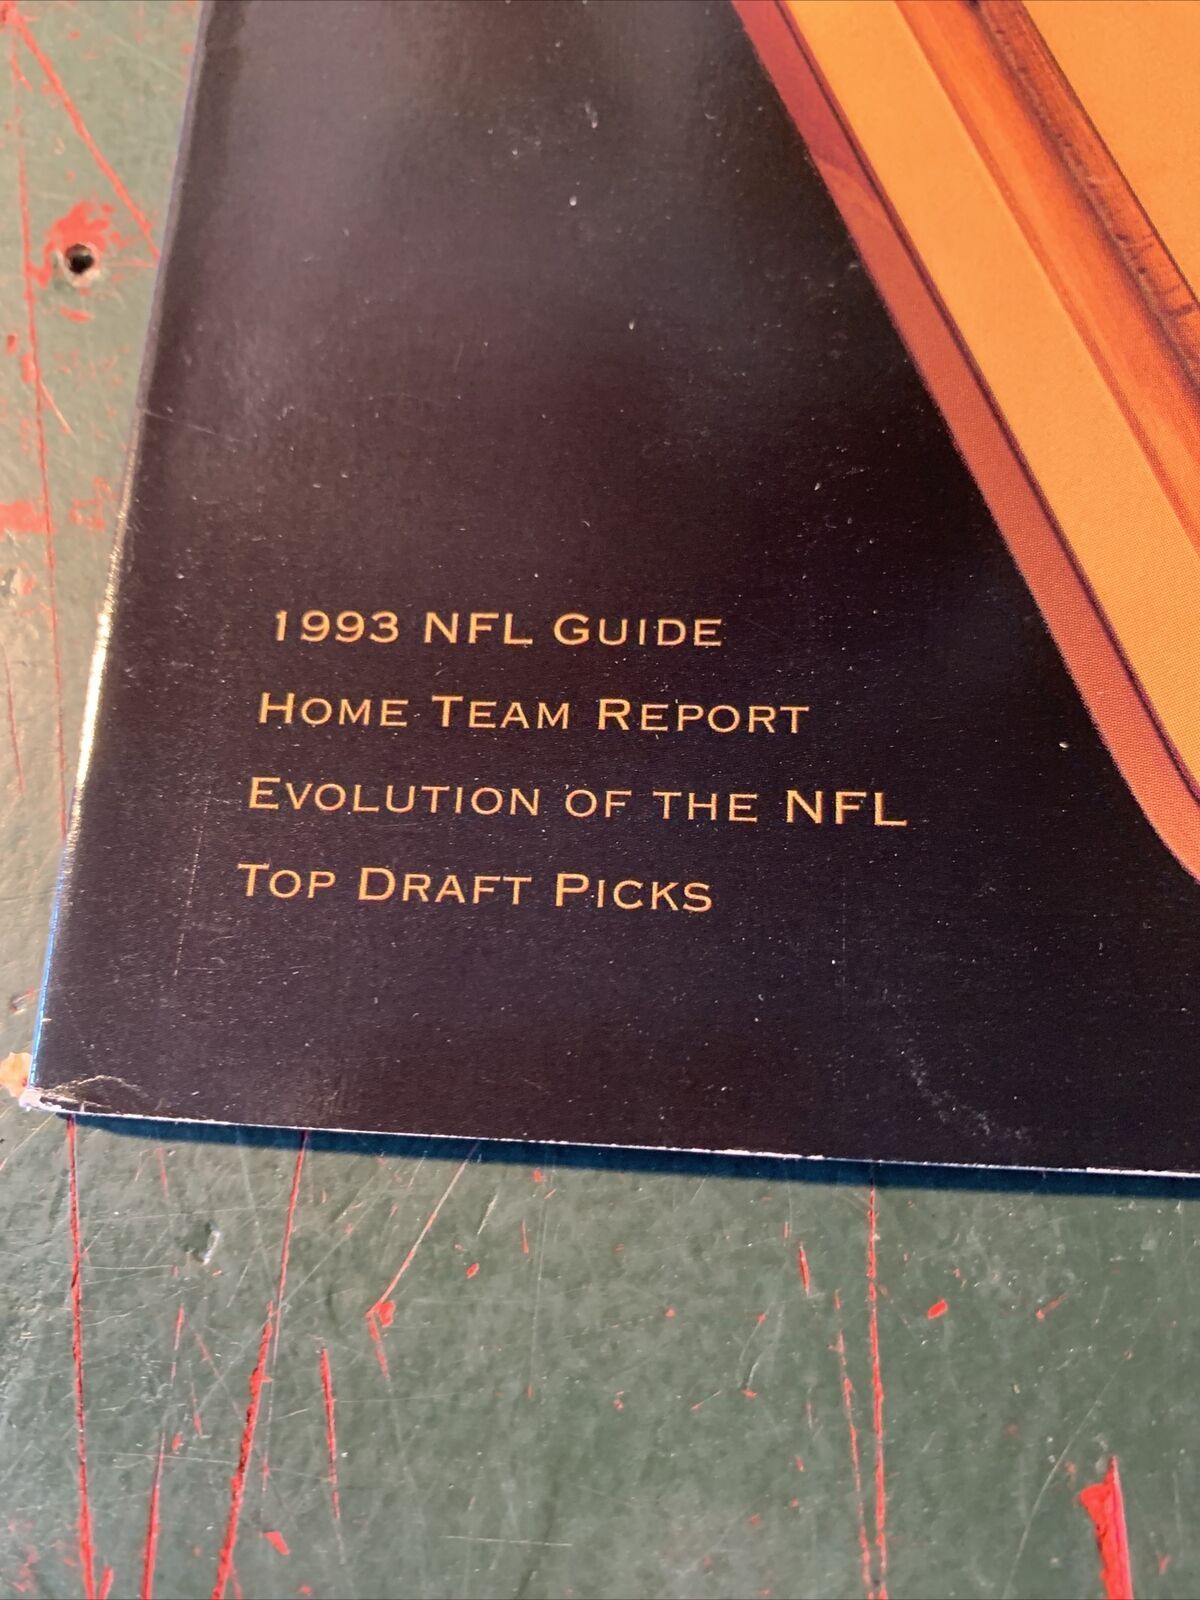 1993 NFL GUIDE
HOME TEAM REPORT
EVOLUTION OF THE NFL
TOP DRAFT PICKS